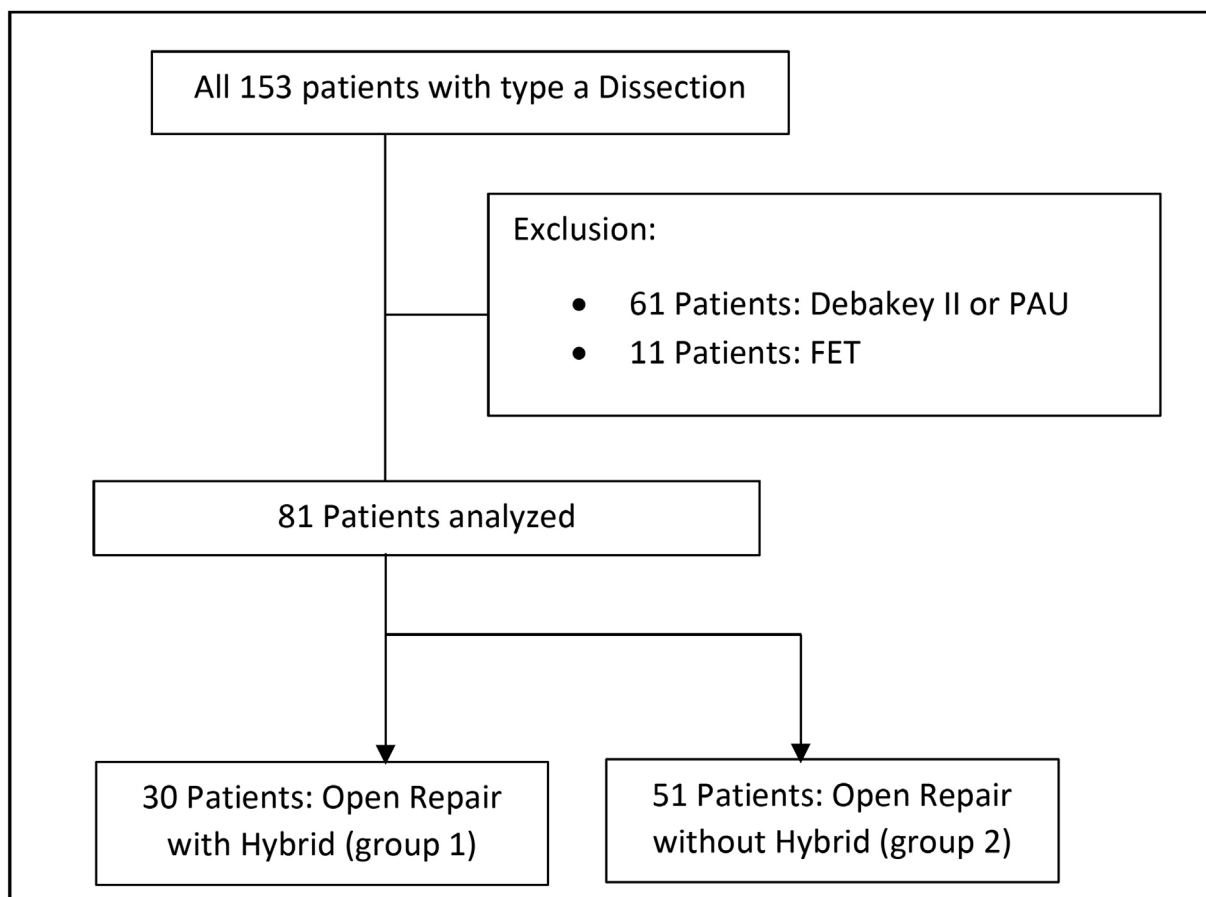 All 153 patients with type a Dissection
Exclusion:
• 61 Patients: Debakey II or PAU
• 11 Patients: FET
81 Patients analyzed
30 Patients: Open Repair
with Hybrid (group 1)
51 Patients: Open Repair
without Hybrid (group 2)